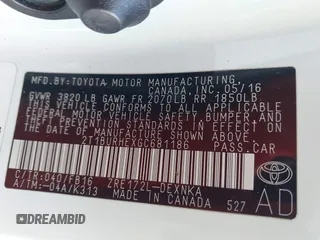 MFD.BY:TOYOTA MOTOR MANUFACTURING,
CANADA, INC. 05/16
GVWR 3820LB GAWR FR 2070LB RR 1850LB
THIS VEHICLE CONFORMS TO ALL APPLICABLE
FEDERAL MOTOR VEHICLE SAFETY, BUMPER, AND
THEFT PREVENTION STANDARDS IN EFFECT ON
THE DATE OF MANUFACTURE SHOWN ABOVE.
2T1BURHEXGC681186 PASS.CAR
C/TR:040/FB16 ZRE172L-DEXNKA
A/TM:-04A/K313 MADE IN CANADA 527
AD
DREAMBID